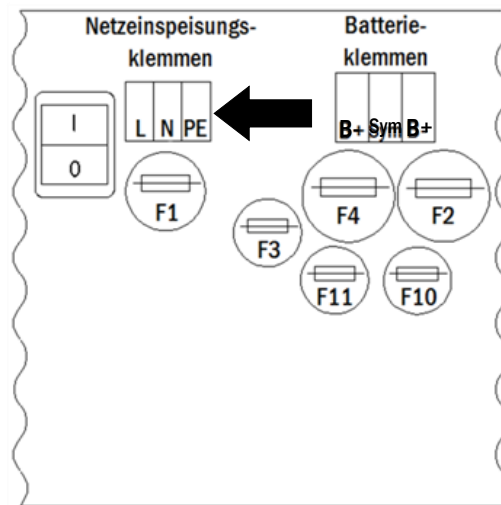 Netzeinspeisungs- Batterie-
klemmen klemmen
I
L N PE B+ Sym B+
0
F1 F4 F2
F3
F11 F10